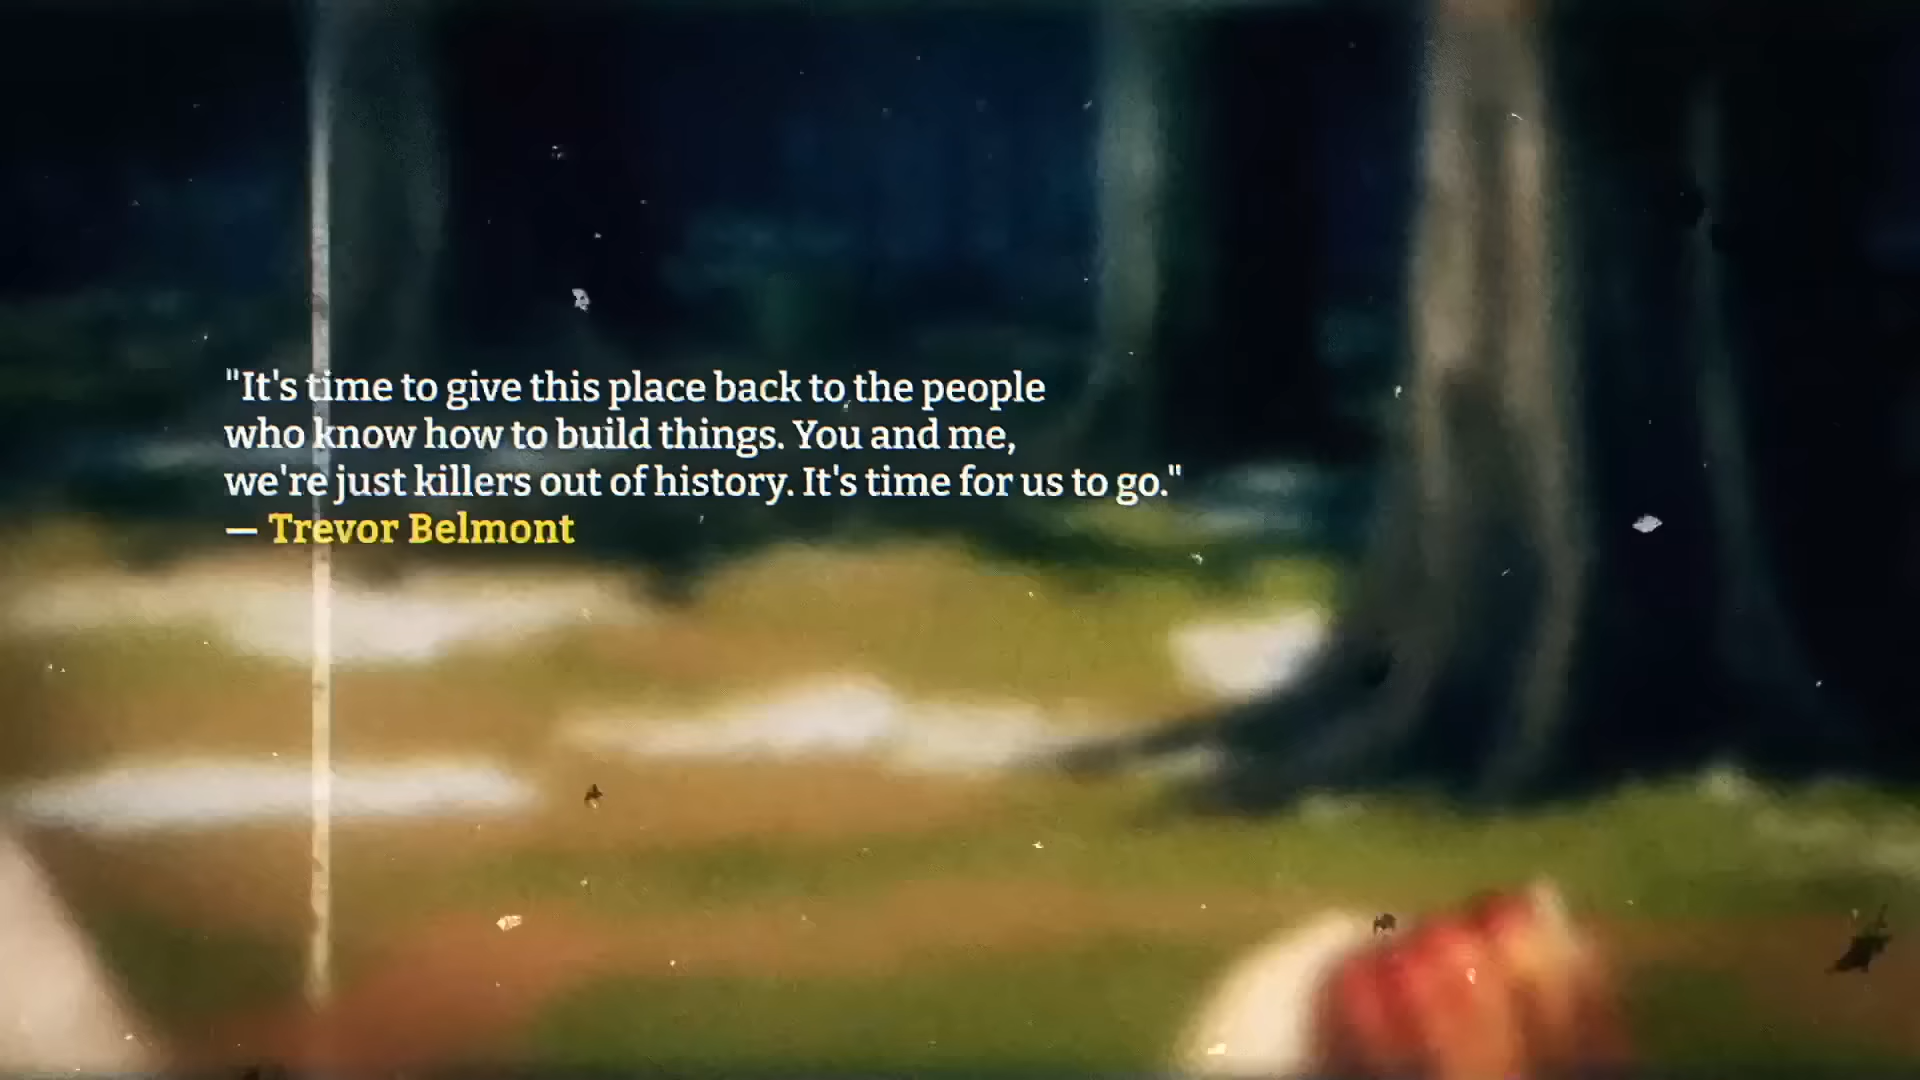 "It's time to give this place back to the people
who know how to build things. You and me,
we're just killers out of history. It's time for us to go."
— Trevor Belmont